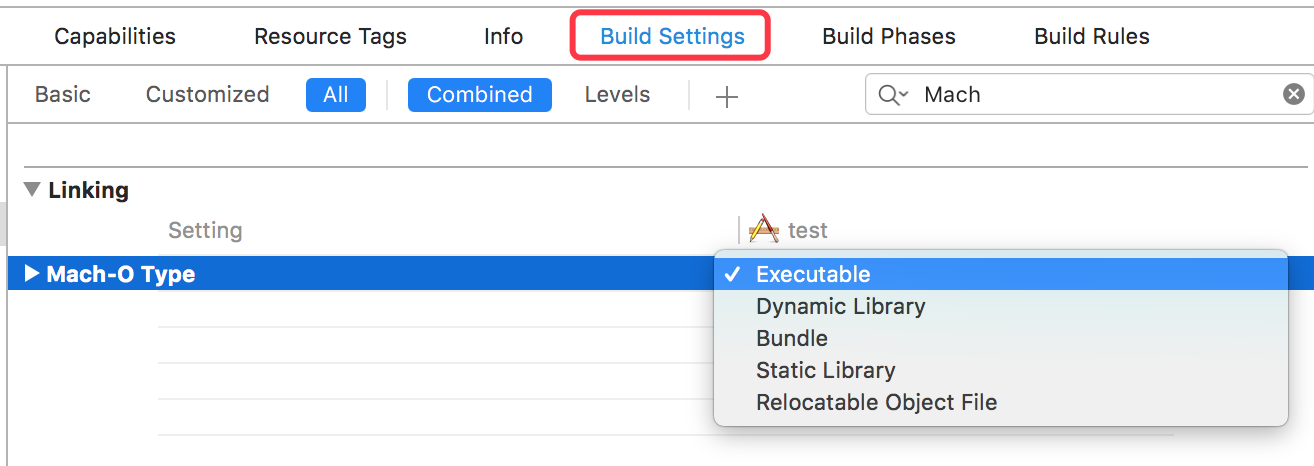 Capabilities Resource Tags Info Build Settings Build Phases Build Rules
Basic Customized All Combined Levels + Mach
Linking
Setting test
Mach-O Type Executable
Dynamic Library
Bundle
Static Library
Relocatable Object File